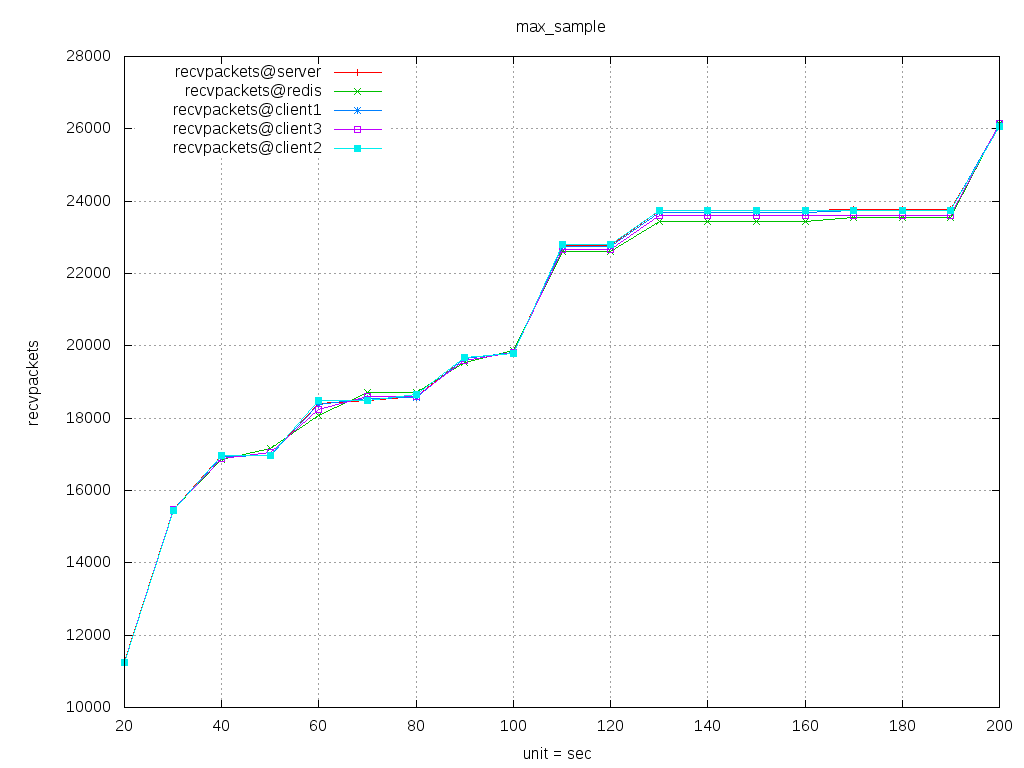 max_sample
28000
26000
24000
22000
20000
18000
16000
14000
12000
10000
recvpackets
recvpackets@server
recvpackets@redis
recvpackets@client1
recvpackets@client3
recvpackets@client2
20 40 60 80 100 120 140 160 180 200
unit = sec